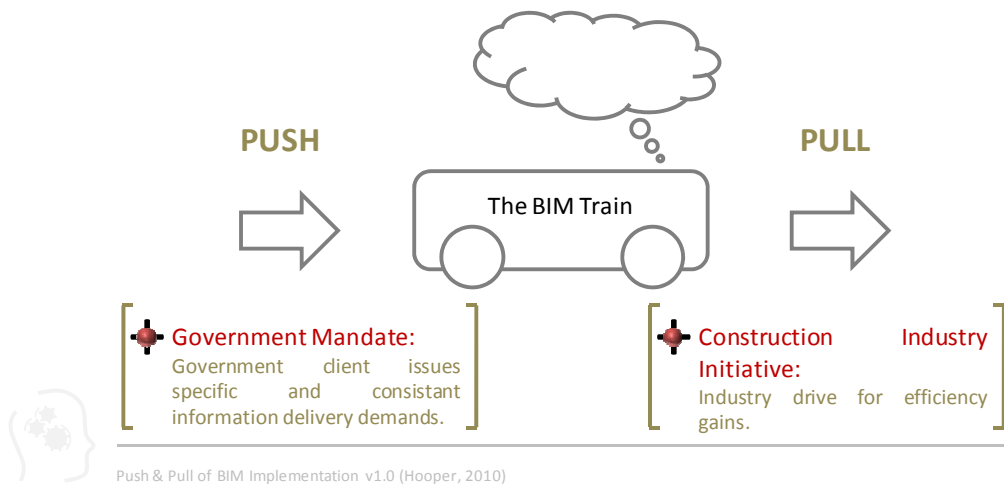 PUSH
PULL
The BIM Train
Government Mandate:
Government client issues
specific and consistant
information delivery demands.
Construction Industry
Initiative:
Industry drive for efficiency
gains.
Push & Pull of BIM Implementation v1.0 (Hooper, 2010)